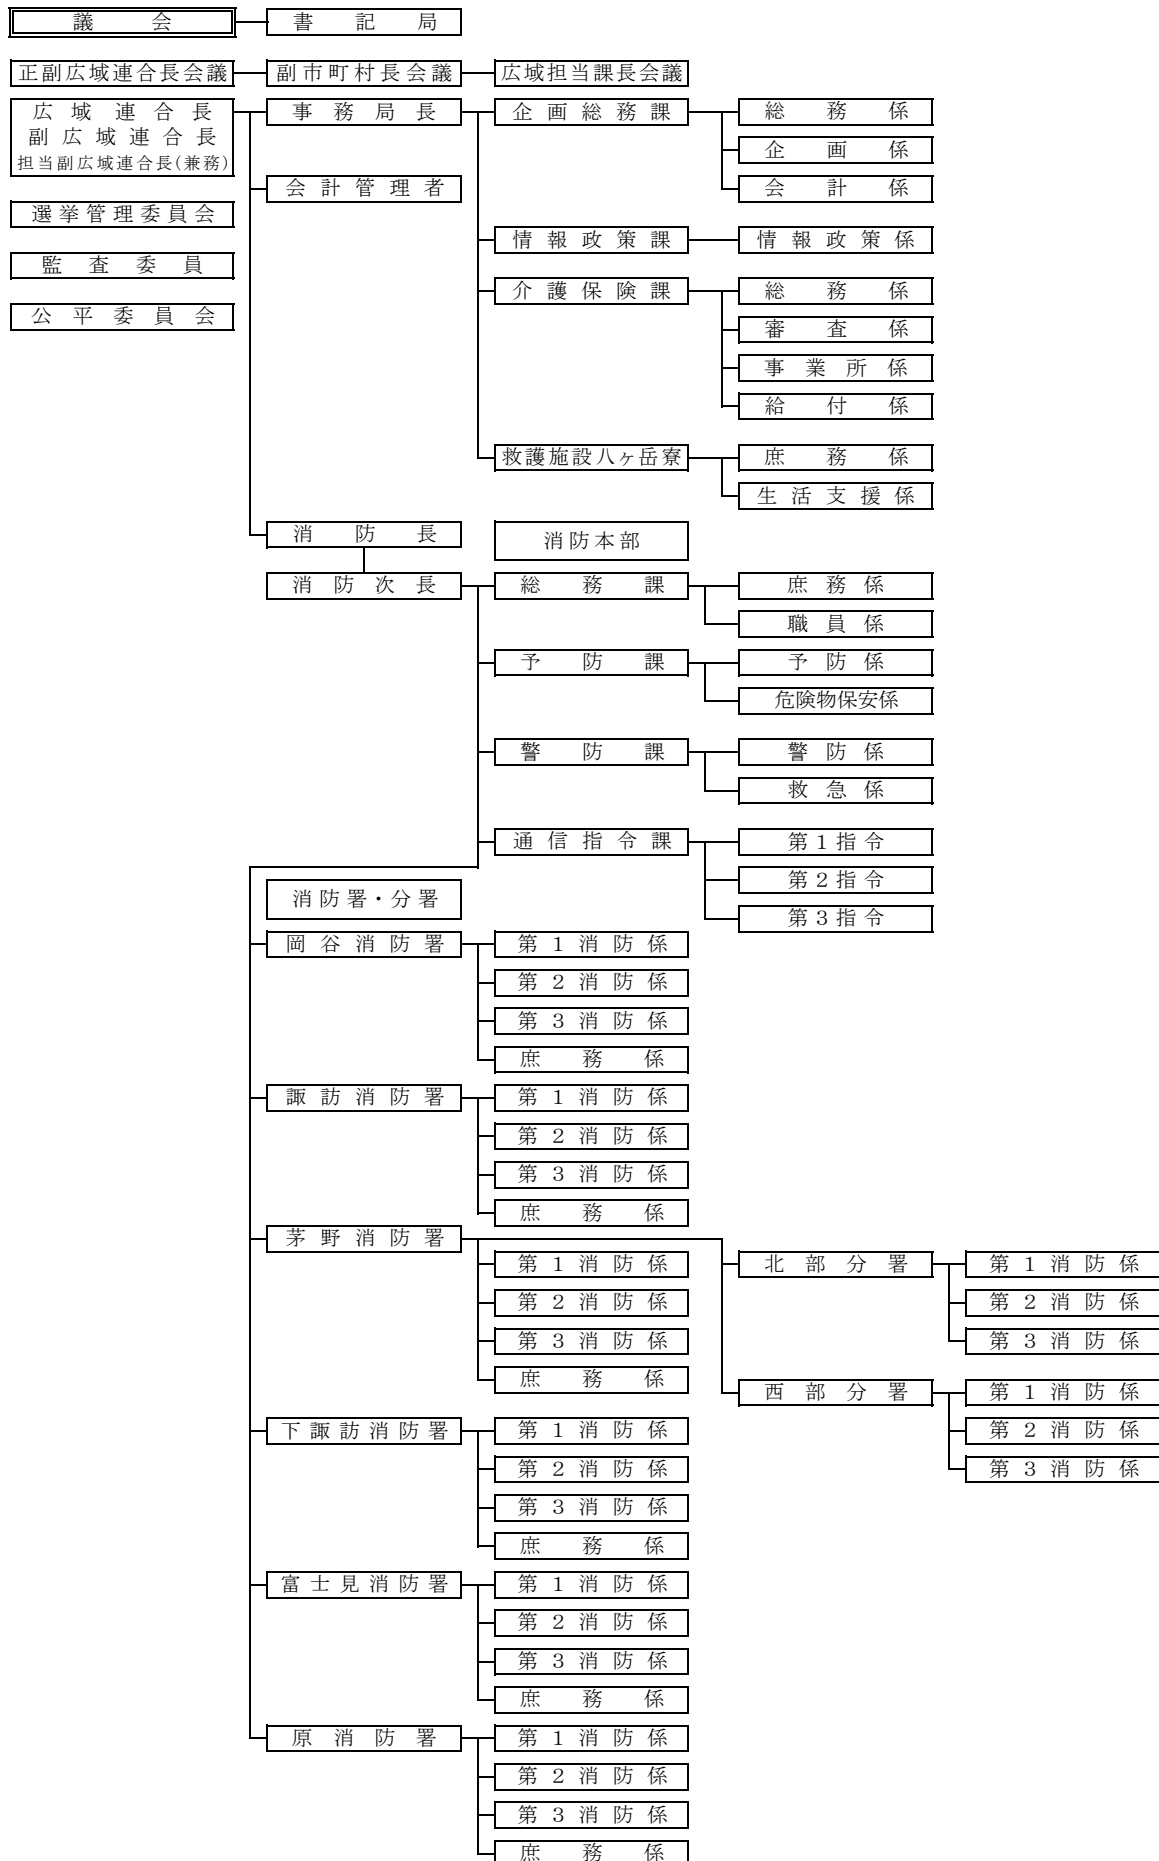 議会 書記局
正副広域連合長会議 副市町村長会議 広域担当課長会議
広域連合長 事務局長 企画総務課 総務係
副広域連合長
企画係
担当副広域連合長(兼務)
会計管理者 会計係
選挙管理委員会
情報政策課 情報政策係
監査委員
介護保険課 総務係
公平委員会
審査係
事業所係
給付係
救護施設八ヶ岳寮 庶務係
生活支援係
消防長 消防本部
消防次長 総務課 庶務係
職員係
予防課 予防係
危険物保安係
警防課 警防係
救急係
通信指令課 第1指令
第2指令
消防署・分署
第3指令
岡谷消防署 第1消防係
第2消防係
第3消防係
庶務係
諏訪消防署 第1消防係
第2消防係
第3消防係
庶務係
茅野消防署
第1消防係 北部分署 第1消防係
第2消防係 第2消防係
第3消防係 第3消防係
庶務係
西部分署 第1消防係
下諏訪消防署 第1消防係 第2消防係
第2消防係 第3消防係
第3消防係
庶務係
富士見消防署 第1消防係
第2消防係
第3消防係
庶務係
原消防署 第1消防係
第2消防係
第3消防係
庶務係